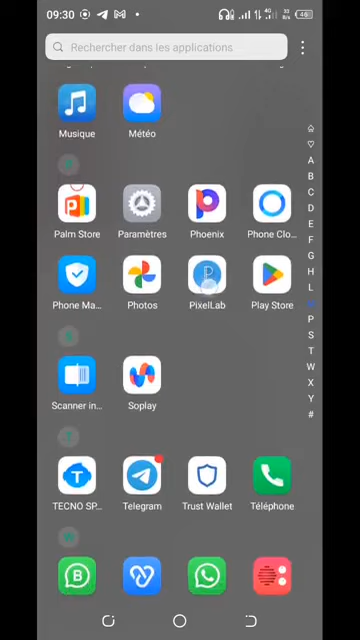 09:30
46
Rechercher dans les applications
Musique
Météo
Palm Store
Paramètres
Phoenix
Phone Clo...
Phone Ma...
Photos
PixelLab
Play Store
Scanner in...
Soplay
TECNO SP...
Telegram
Trust Wallet
Téléphone
A
B
C
D
E
F
G
H
L
P
S
T
W
X
Y
#